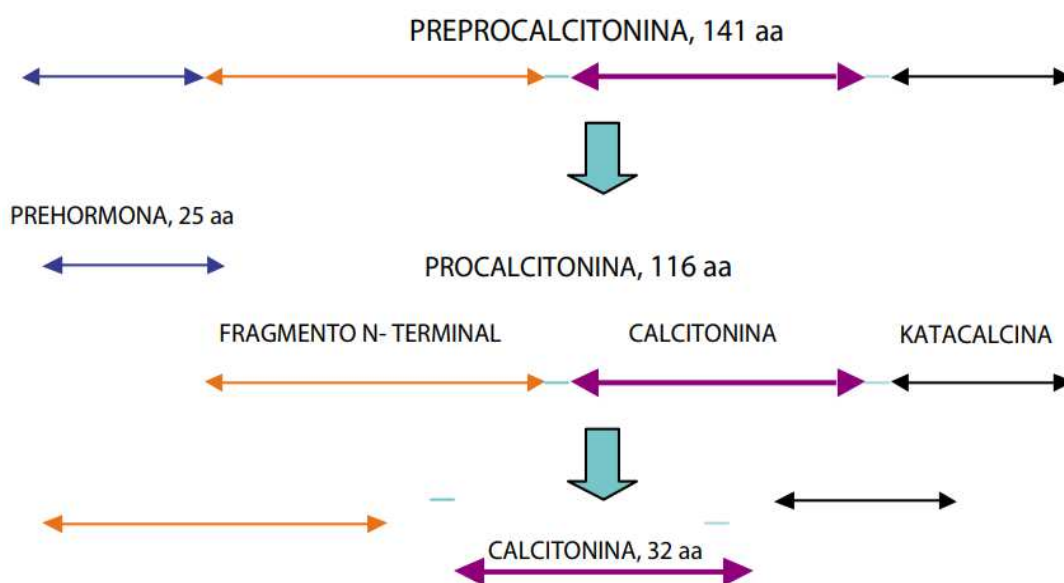 PREPROCALCITONINA, 141 aa
PREHORMONA, 25 aa
PROCALCITONINA, 116 aa
FRAGMENTO N- TERMINAL
CALCITONINA
KATACALCINA
CALCITONINA, 32 aa